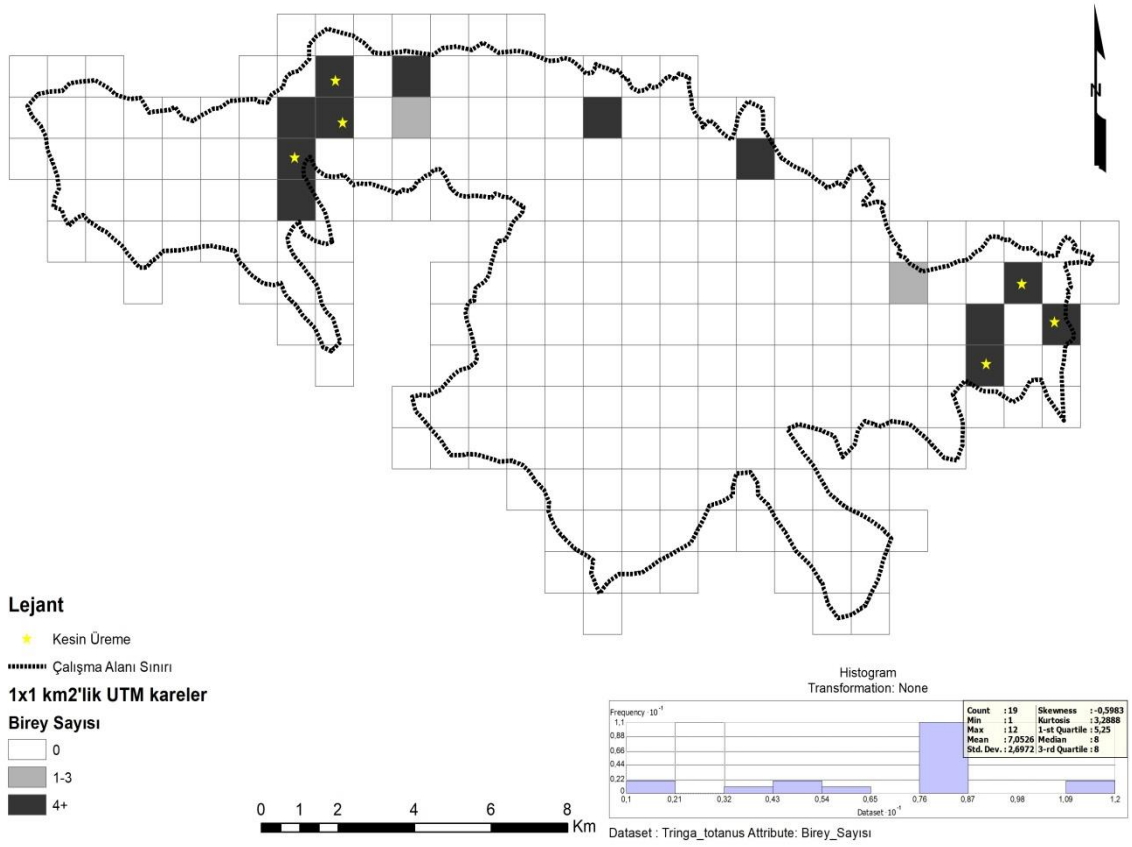 N
Lejant
Kesin Üreme
Çalışma Alanı Sınırı
1x1 km2'lik UTM kareler
Birey Sayısı
0
1-3
4+
0 1 2 4 6 8
Km
Histogram
Transformation: None
Frequency · 10⁻¹
1,1
0,88
0,66
0,44
0,22
0
0,1 0,21 0,32 0,43 0,54 0,65 0,76 0,87 0,98 1,09 1,2
Dataset · 10⁻¹
Count : 19 Skewness : -0,5983
Min : 1 Kurtosis : 3,2888
Max : 12 1-st Quartile : 5,25
Mean : 7,0526 Median : 8
Std. Dev. : 2,6972 3-rd Quartile : 8
Dataset : Tringa_totanus Attribute: Birey_Sayısı